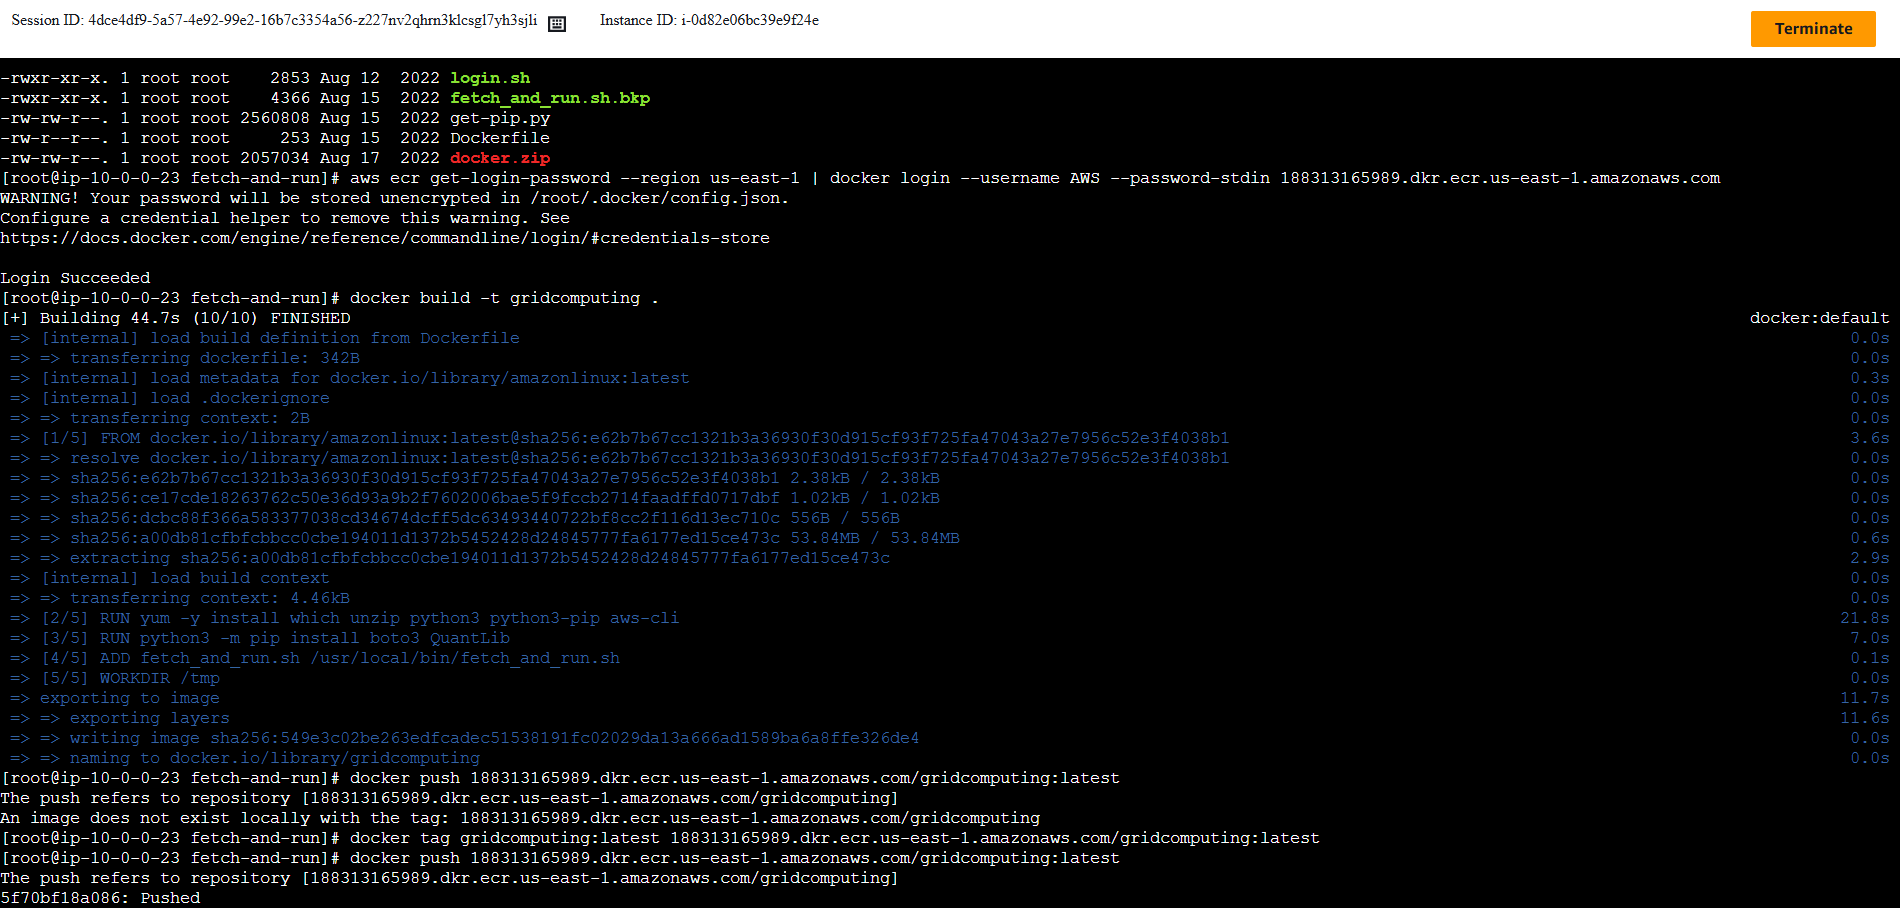 Session ID: 4dce4df9-5a57-4e92-99e2-16b7c3354a56-z227nv2qhrn3klcsgl7yh3sjli Instance ID: i-0d82e06bc39e9f24e Terminate
-rwxr-xr-x. 1 root root    2853 Aug 12  2022 login.sh
-rwxr-xr-x. 1 root root    4366 Aug 15  2022 fetch_and_run.sh.bkp
-rw-rw-r--. 1 root root 2560808 Aug 15  2022 get-pip.py
-rw-r--r--. 1 root root     253 Aug 15  2022 Dockerfile
-rw-rw-r--. 1 root root 2057034 Aug 17  2022 docker.zip
[root@ip-10-0-0-23 fetch-and-run]# aws ecr get-login-password --region us-east-1 | docker login --username AWS --password-stdin 188313165989.dkr.ecr.us-east-1.amazonaws.com
WARNING! Your password will be stored unencrypted in /root/.docker/config.json.
Configure a credential helper to remove this warning. See
https://docs.docker.com/engine/reference/commandline/login/#credentials-store
Login Succeeded
[root@ip-10-0-0-23 fetch-and-run]# docker build -t gridcomputing .
[+] Building 44.7s (10/10) FINISHED docker:default
=> [internal] load build definition from Dockerfile 0.0s
=> => transferring dockerfile: 342B 0.0s
=> [internal] load metadata for docker.io/library/amazonlinux:latest 0.3s
=> [internal] load .dockerignore 0.0s
=> => transferring context: 2B 0.0s
=> [1/5] FROM docker.io/library/amazonlinux:latest@sha256:e62b7b67cc1321b3a36930f30d915cf93f725fa47043a27e7956c52e3f4038b1 3.6s
=> => resolve docker.io/library/amazonlinux:latest@sha256:e62b7b67cc1321b3a36930f30d915cf93f725fa47043a27e7956c52e3f4038b1 0.0s
=> => sha256:e62b7b67cc1321b3a36930f30d915cf93f725fa47043a27e7956c52e3f4038b1 2.38kB / 2.38kB 0.0s
=> => sha256:ce17cde18263762c50e36d93a9b2f7602006bae5f9fccb2714faadffd0717dbf 1.02kB / 1.02kB 0.0s
=> => sha256:dcbc88f366a583377038cd34674dcff5dc63493440722bf8cc2f116d13ec710c 556B / 556B 0.0s
=> => sha256:a00db81cfbfcbbcc0cbe194011d1372b5452428d24845777fa6177ed15ce473c 53.84MB / 53.84MB 0.6s
=> => extracting sha256:a00db81cfbfcbbcc0cbe194011d1372b5452428d24845777fa6177ed15ce473c 2.9s
=> [internal] load build context 0.0s
=> => transferring context: 4.46kB 0.0s
=> [2/5] RUN yum -y install which unzip python3 python3-pip aws-cli 21.8s
=> [3/5] RUN python3 -m pip install boto3 QuantLib 7.0s
=> [4/5] ADD fetch_and_run.sh /usr/local/bin/fetch_and_run.sh 0.1s
=> [5/5] WORKDIR /tmp 0.0s
=> exporting to image 11.7s
=> => exporting layers 11.6s
=> => writing image sha256:549e3c02be263edfcadec51538191fc02029da13a666ad1589ba6a8ffe326de4 0.0s
=> => naming to docker.io/library/gridcomputing 0.0s
[root@ip-10-0-0-23 fetch-and-run]# docker push 188313165989.dkr.ecr.us-east-1.amazonaws.com/gridcomputing:latest
The push refers to repository [188313165989.dkr.ecr.us-east-1.amazonaws.com/gridcomputing]
An image does not exist locally with the tag: 188313165989.dkr.ecr.us-east-1.amazonaws.com/gridcomputing
[root@ip-10-0-0-23 fetch-and-run]# docker tag gridcomputing:latest 188313165989.dkr.ecr.us-east-1.amazonaws.com/gridcomputing:latest
[root@ip-10-0-0-23 fetch-and-run]# docker push 188313165989.dkr.ecr.us-east-1.amazonaws.com/gridcomputing:latest
The push refers to repository [188313165989.dkr.ecr.us-east-1.amazonaws.com/gridcomputing]
5f70bf18a086: Pushed